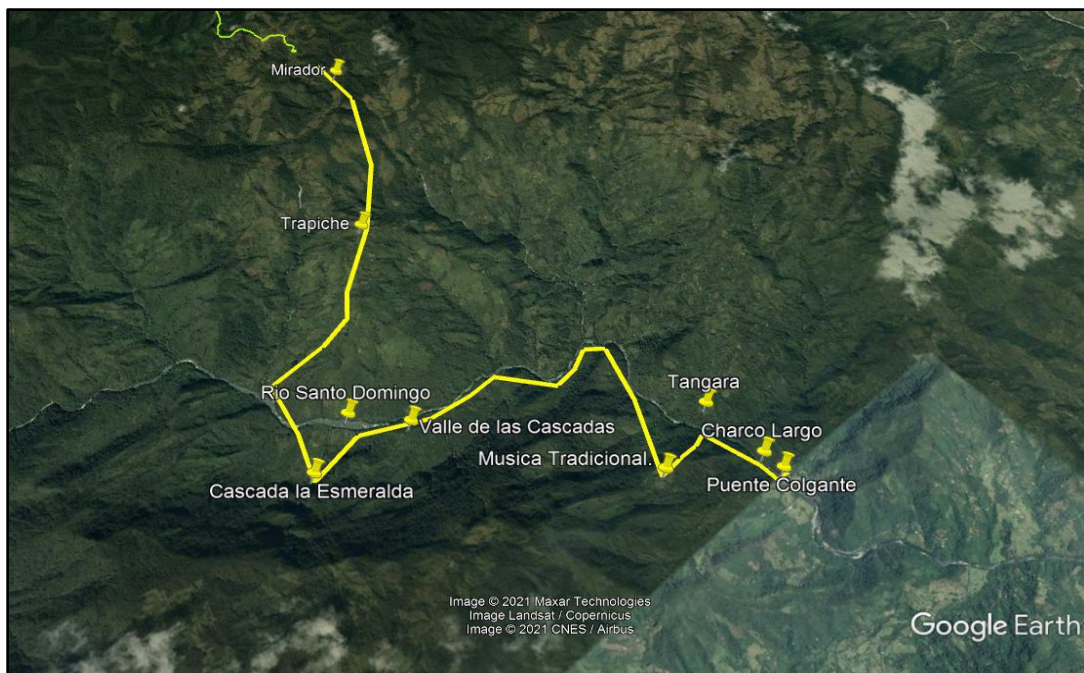 Mirador
Trapiche
Rio Santo Domingo
Tangara
Valle de las Cascadas
Charco Largo
Musica Tradicional.
Puente Colgante
Cascada la Esmeralda
Image © 2021 Maxar Technologies
Image Landsat / Copernicus
Image © 2021 CNES / Airbus
Google Earth